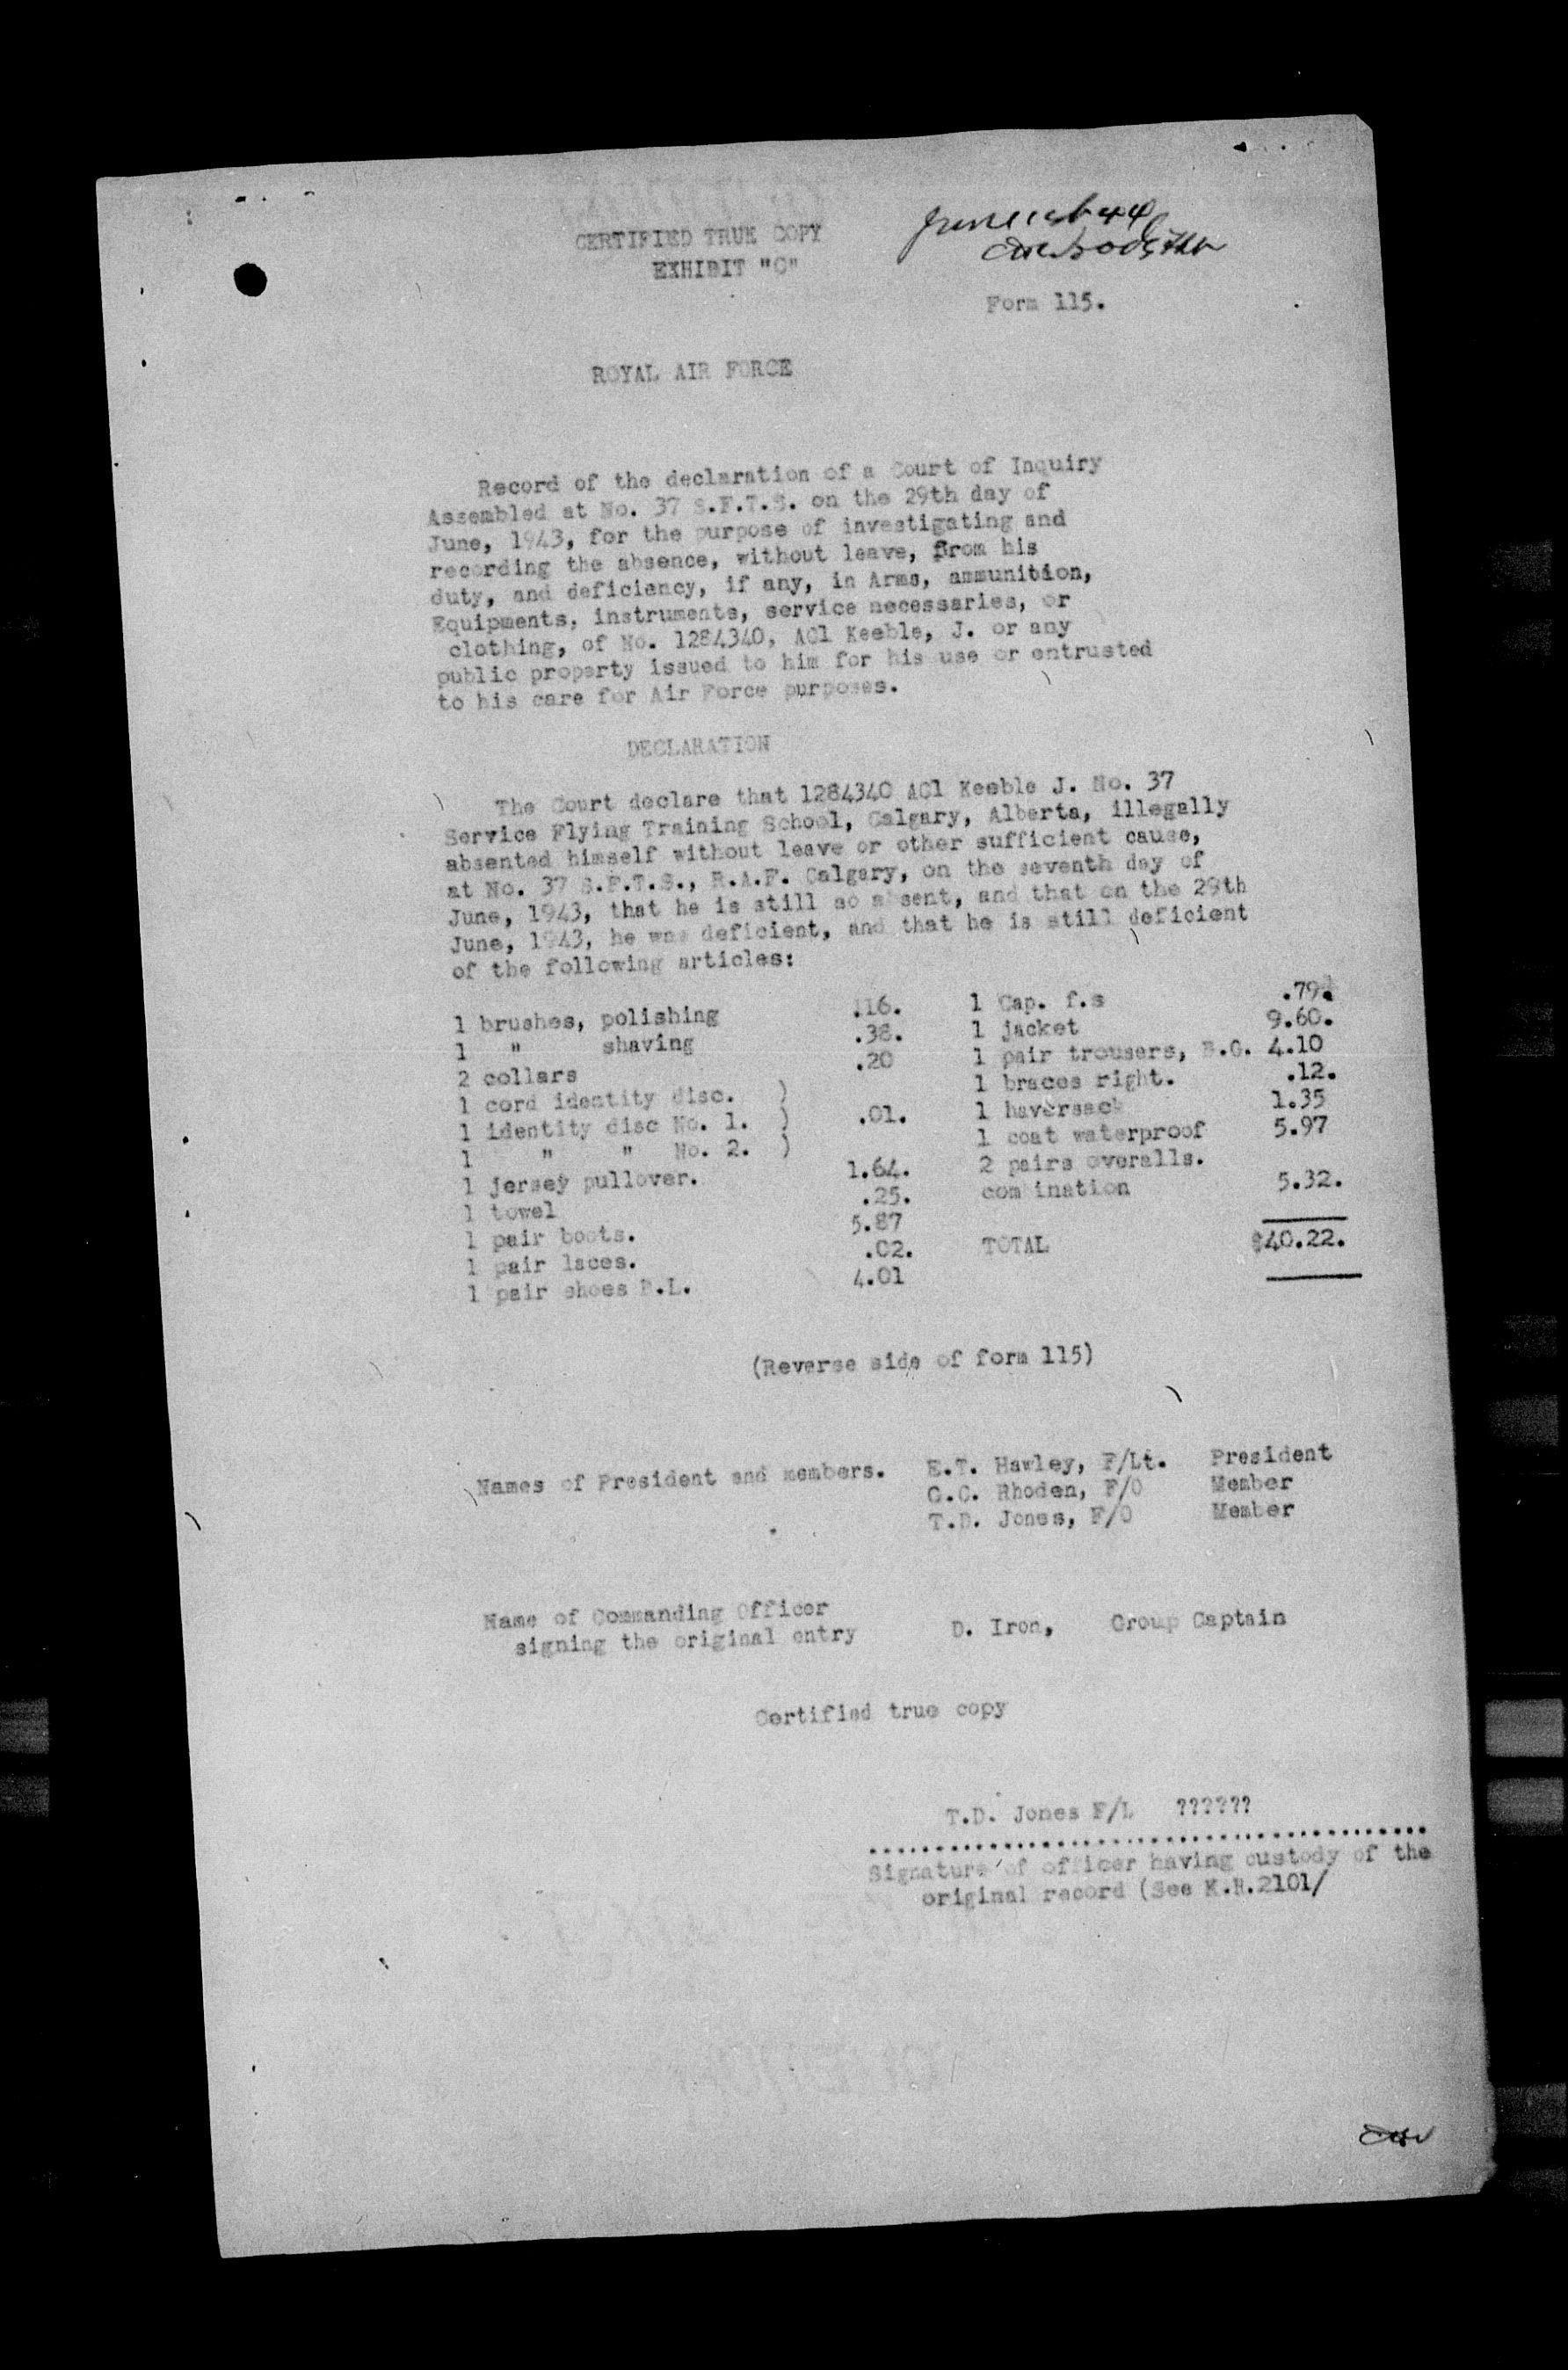 CERTIFIED TRUE COPY
EXHIBIT "C"
June 1st 44
Form 115.
ROYAL AIR FORCE
Record of the declaration of a Court of Inquiry
Assembled at No. 37 S.F.T.S. on the 29th day of
June, 1943, for the purpose of investigating and
recording the absence, without leave, from his
duty, and deficiency, if any, in Arms, ammunition,
Equipments, instruments, service necessaries, or
clothing, of No. 1284340, AC1 Keeble, J. or any
public property issued to him for his use or entrusted
to his care for Air Force purposes.
DECLARATION
The Court declare that 1284340 AC1 Keeble J. No. 37
Service Flying Training School, Calgary, Alberta, illegally
absented himself without leave or other sufficient cause,
at No. 37 S.F.T.S., R.A.F. Calgary, on the seventh day of
June, 1943, that he is still so absent, and that on the 29th
June, 1943, he was deficient, and that he is still deficient
of the following articles:
1 brushes, polishing .16.
1 " shaving .38.
2 collars .20
1 cord identity disc. )
1 identity disc No. 1. ) .01.
1 " " No. 2. )
1 jersey pullover. 1.64.
1 towel .25.
1 pair boots. 5.87
1 pair laces. .02.
1 pair shoes P.L. 4.01
1 Cap. f.s .79.
1 jacket 9.60.
1 pair trousers, S.G. 4.10
1 braces right. .12.
1 haversack 1.35
1 coat waterproof 5.97
2 pairs overalls.
combination 5.32.
TOTAL $40.22.
(Reverse side of form 115)
Names of President and members. E.T. Hawley, F/Lt. President
G.C. Rhoden, F/O Member
T.D. Jones, F/O Member
Name of Commanding Officer
signing the original entry D. Iron, Group Captain
Certified true copy
T.D. Jones F/L ??????
..........................................
Signature of officer having custody of the
original record (See K.R.2101/